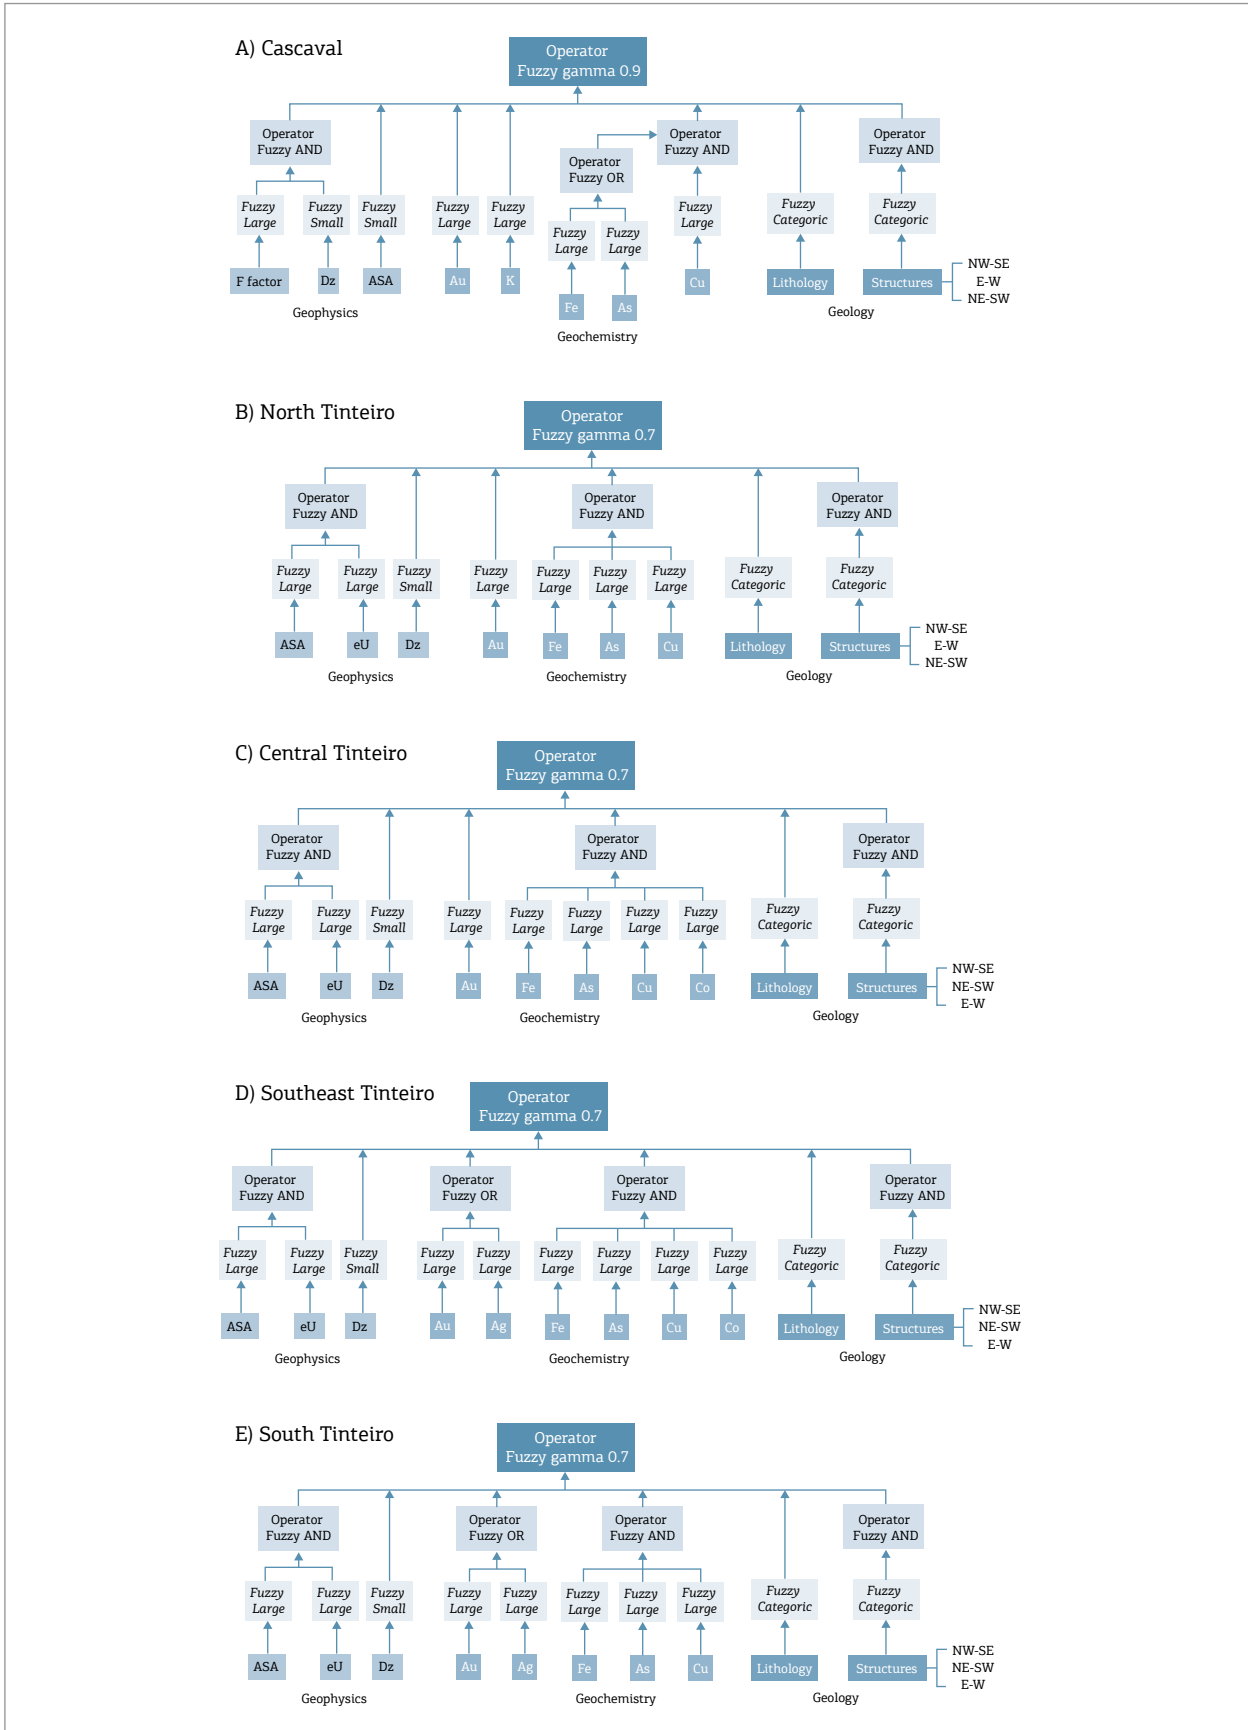 A) Cascaval
Operator
Fuzzy gamma 0.9
Operator
Fuzzy AND
Operator
Fuzzy OR
Operator
Fuzzy AND
Operator
Fuzzy AND
Fuzzy
Large
Fuzzy
Small
Fuzzy
Small
Fuzzy
Large
Fuzzy
Large
Fuzzy
Large
Fuzzy
Large
Fuzzy
Large
Fuzzy
Categoric
Fuzzy
Categoric
F factor
Dz
ASA
Au
K
Fe
As
Cu
Lithology
Structures
NW-SE
E-W
NE-SW
Geophysics
Geochemistry
Geology
B) North Tinteiro
Operator
Fuzzy gamma 0.7
Operator
Fuzzy AND
Operator
Fuzzy AND
Operator
Fuzzy AND
Fuzzy
Large
Fuzzy
Large
Fuzzy
Small
Fuzzy
Large
Fuzzy
Large
Fuzzy
Large
Fuzzy
Large
Fuzzy
Categoric
Fuzzy
Categoric
ASA
eU
Dz
Au
Fe
As
Cu
Lithology
Structures
NW-SE
E-W
NE-SW
Geophysics
Geochemistry
Geology
C) Central Tinteiro
Operator
Fuzzy gamma 0.7
Operator
Fuzzy AND
Operator
Fuzzy AND
Operator
Fuzzy AND
Fuzzy
Large
Fuzzy
Large
Fuzzy
Small
Fuzzy
Large
Fuzzy
Large
Fuzzy
Large
Fuzzy
Large
Fuzzy
Large
Fuzzy
Categoric
Fuzzy
Categoric
ASA
eU
Dz
Au
Fe
As
Cu
Co
Lithology
Structures
NW-SE
NE-SW
E-W
Geophysics
Geochemistry
Geology
D) Southeast Tinteiro
Operator
Fuzzy gamma 0.7
Operator
Fuzzy AND
Operator
Fuzzy OR
Operator
Fuzzy AND
Operator
Fuzzy AND
Fuzzy
Large
Fuzzy
Large
Fuzzy
Small
Fuzzy
Large
Fuzzy
Large
Fuzzy
Large
Fuzzy
Large
Fuzzy
Large
Fuzzy
Large
Fuzzy
Categoric
Fuzzy
Categoric
ASA
eU
Dz
Au
Ag
Fe
As
Cu
Co
Lithology
Structures
NW-SE
NE-SW
E-W
Geophysics
Geochemistry
Geology
E) South Tinteiro
Operator
Fuzzy gamma 0.7
Operator
Fuzzy AND
Operator
Fuzzy OR
Operator
Fuzzy AND
Operator
Fuzzy AND
Fuzzy
Large
Fuzzy
Large
Fuzzy
Small
Fuzzy
Large
Fuzzy
Large
Fuzzy
Large
Fuzzy
Large
Fuzzy
Large
Fuzzy
Categoric
Fuzzy
Categoric
ASA
eU
Dz
Au
Ag
Fe
As
Cu
Lithology
Structures
NW-SE
NE-SW
E-W
Geophysics
Geochemistry
Geology